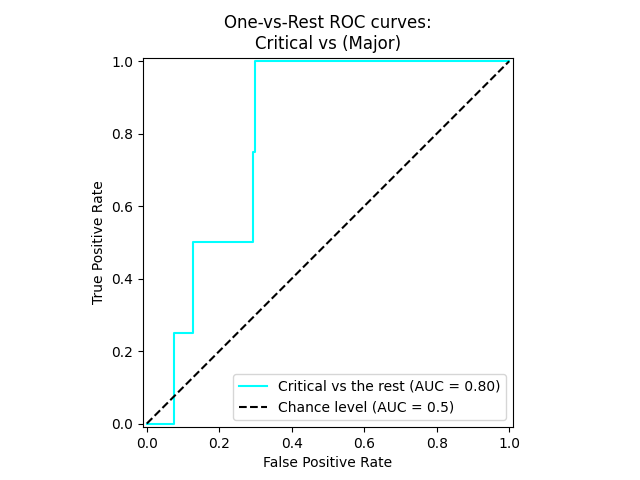 One-vs-Rest ROC curves:
Critical vs (Major)
True Positive Rate
1.0
0.8
0.6
0.4
0.2
0.0
Critical vs the rest (AUC = 0.80)
Chance level (AUC = 0.5)
0.0 0.2 0.4 0.6 0.8 1.0
False Positive Rate